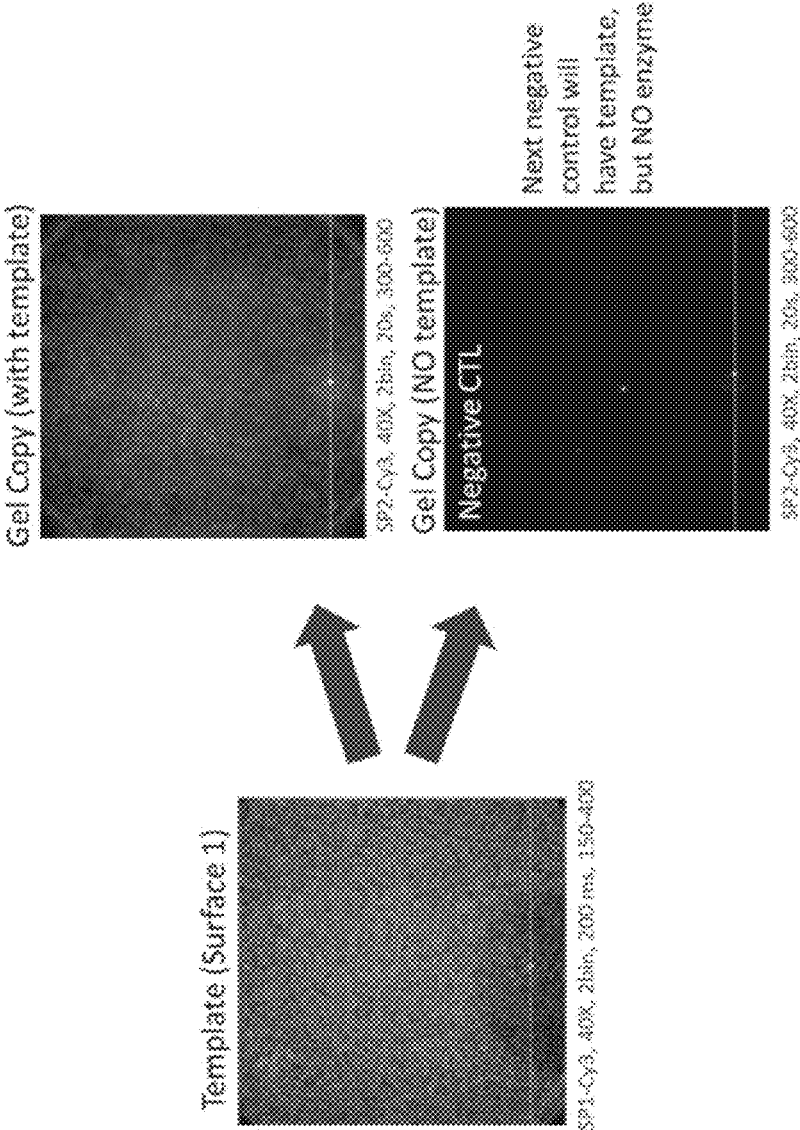 Template (Surface 1)
SP1-Cy3, 40X, 2bin, 200 ms, 150-400
Gel Copy (with template)
SP2-Cy3, 40X, 2bin, 20s, 300-600
Gel Copy (NO template)
Negative CTL
SP2-Cy3, 40X, 2bin, 20s, 300-600
Next negative
control will
have template,
but NO enzyme